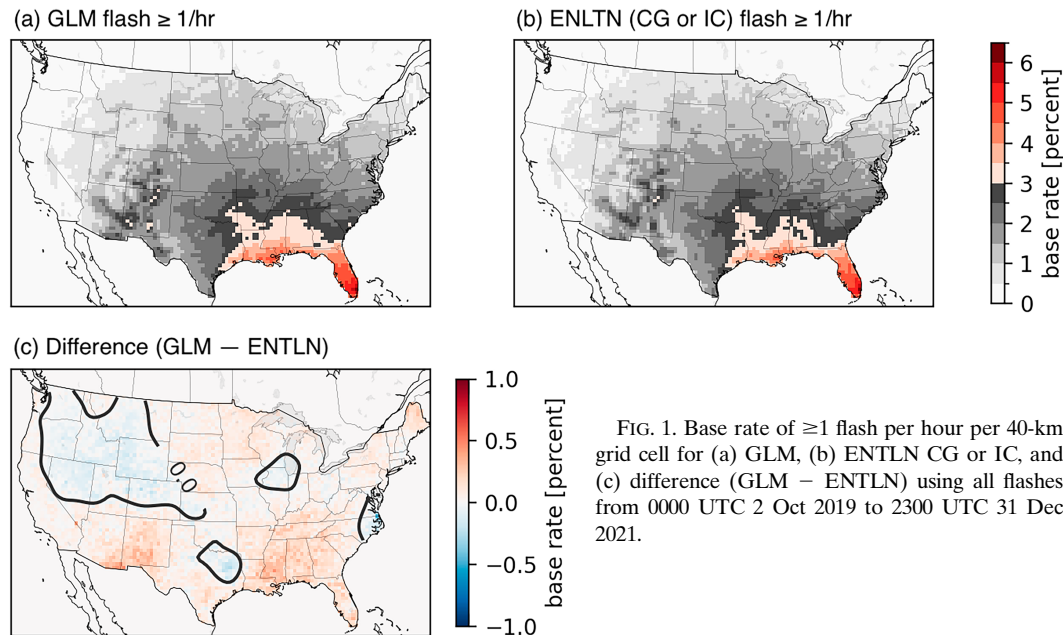 (a) GLM flash ≥ 1/hr
(b) ENLTN (CG or IC) flash ≥ 1/hr
6
5
4
3
2
1
0
base rate [percent]
(c) Difference (GLM — ENTLN)
1.0
0.5
0.0
−0.5
−1.0
base rate [percent]
FIG. 1. Base rate of ≥1 flash per hour per 40-km
grid cell for (a) GLM, (b) ENTLN CG or IC, and
(c) difference (GLM − ENTLN) using all flashes
from 0000 UTC 2 Oct 2019 to 2300 UTC 31 Dec
2021.